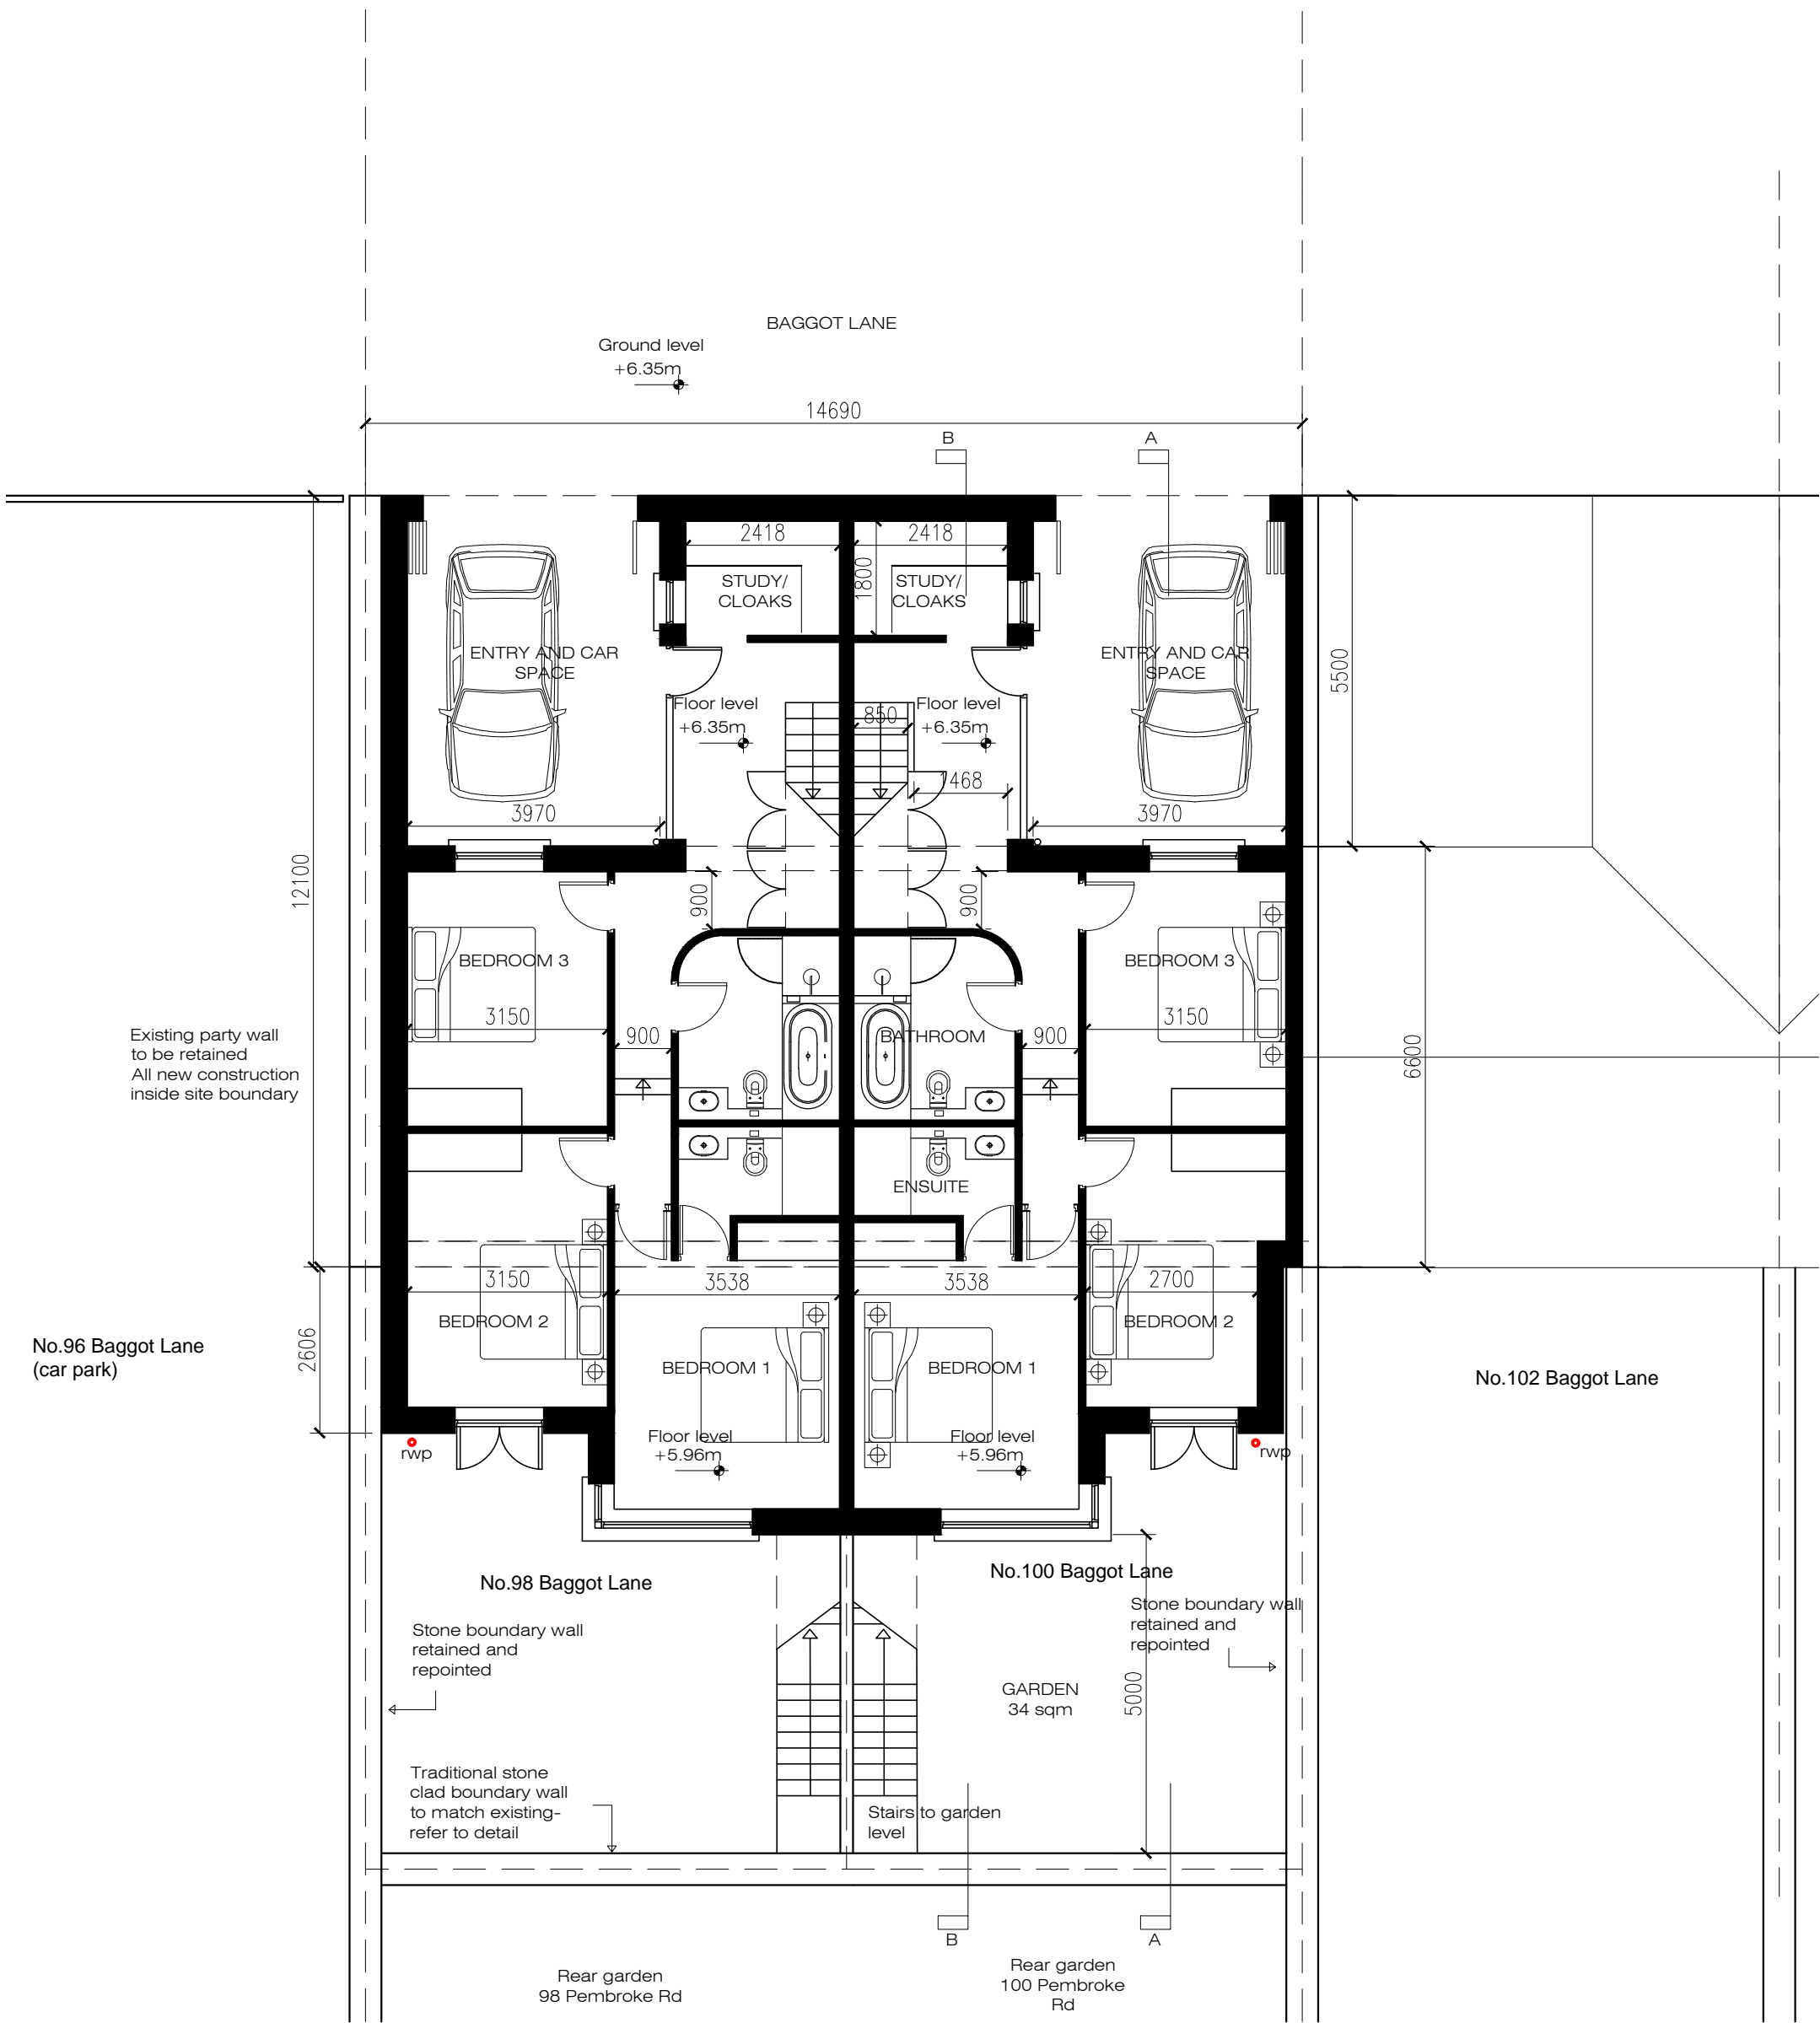 BAGGOT LANE
Ground level
+6.35m
14690
B
A
2418
2418
1800
STUDY/
CLOAKS
STUDY/
CLOAKS
ENTRY AND CAR
SPACE
ENTRY AND CAR
SPACE
5500
Floor level
+6.35m
850
Floor level
+6.35m
1468
3970
3970
12100
900
900
BEDROOM 3
BEDROOM 3
3150
3150
Existing party wall
to be retained
All new construction
inside site boundary
900
BATHROOM
900
6600
ENSUITE
3150
3538
3538
2700
BEDROOM 2
BEDROOM 2
2606
No.96 Baggot Lane
(car park)
BEDROOM 1
BEDROOM 1
No.102 Baggot Lane
Floor level
+5.96m
Floor level
+5.96m
rwp
rwp
No.98 Baggot Lane
No.100 Baggot Lane
Stone boundary wall
retained and
repointed
Stone boundary wall
retained and
repointed
GARDEN
34 sqm
5000
Traditional stone
clad boundary wall
to match existing-
refer to detail
Stairs to garden
level
B
A
Rear garden
98 Pembroke Rd
Rear garden
100 Pembroke
Rd